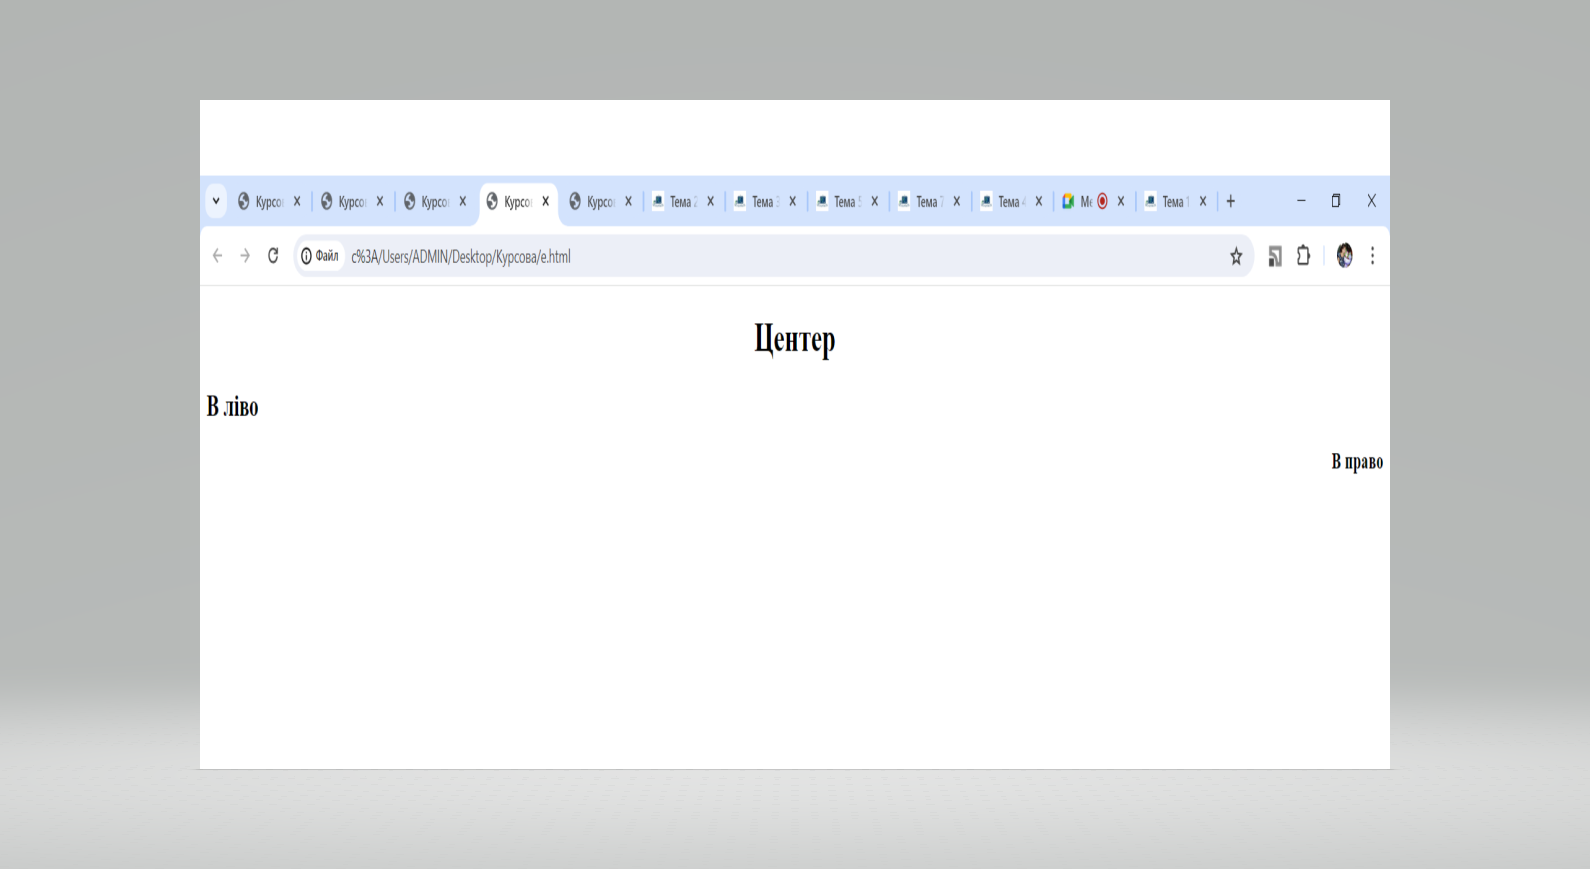 Курсо Курсо Курсо Курсо Курсо Тема 2 Тема 3 Тема 5 Тема 7 Тема 4 Me Тема 1
Файл c%3A/Users/ADMIN/Desktop/Курсова/e.html
Центер
В ліво
В право